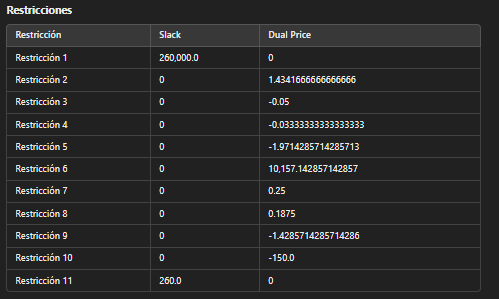 Restricciones
Restricción Slack Dual Price
Restricción 1 260,000.0 0
Restricción 2 0 1.4341666666666666
Restricción 3 0 -0.05
Restricción 4 0 -0.03333333333333333
Restricción 5 0 -1.9714285714285713
Restricción 6 0 10,157.142857142857
Restricción 7 0 0.25
Restricción 8 0 0.1875
Restricción 9 0 -1.4285714285714286
Restricción 10 0 -150.0
Restricción 11 260.0 0